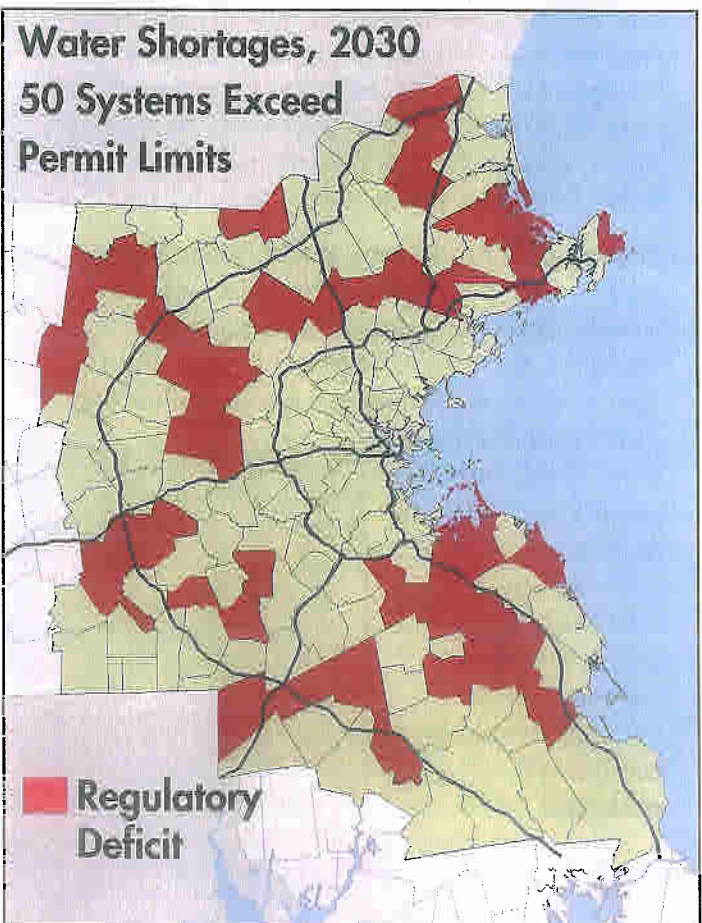 Water Shortages, 2030
50 Systems Exceed
Permit Limits
Regulatory
Deficit